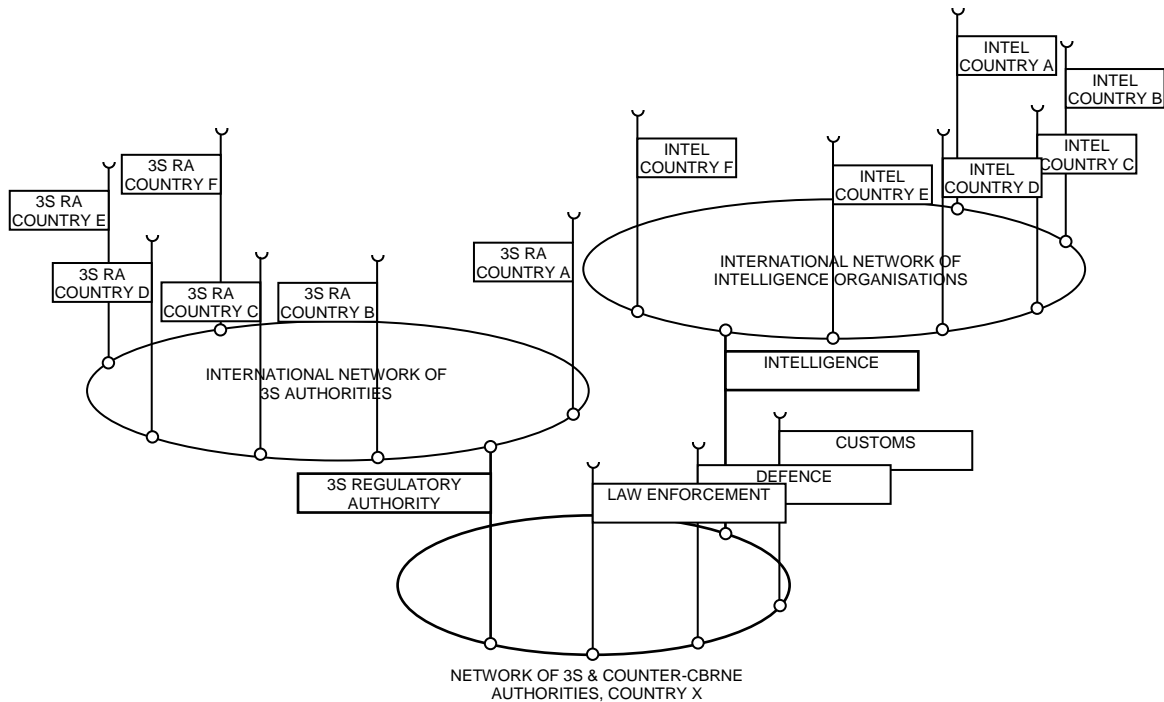 INTEL
COUNTRY A
INTEL
COUNTRY B
INTEL
COUNTRY C
INTEL
COUNTRY D
INTEL
COUNTRY E
INTEL
COUNTRY F
3S RA
COUNTRY F
3S RA
COUNTRY E
3S RA
COUNTRY D
3S RA
COUNTRY C
3S RA
COUNTRY B
3S RA
COUNTRY A
INTERNATIONAL NETWORK OF
INTELLIGENCE ORGANISATIONS
INTERNATIONAL NETWORK OF
3S AUTHORITIES
INTELLIGENCE
CUSTOMS
DEFENCE
LAW ENFORCEMENT
3S REGULATORY
AUTHORITY
NETWORK OF 3S & COUNTER-CBRNE
AUTHORITIES, COUNTRY X